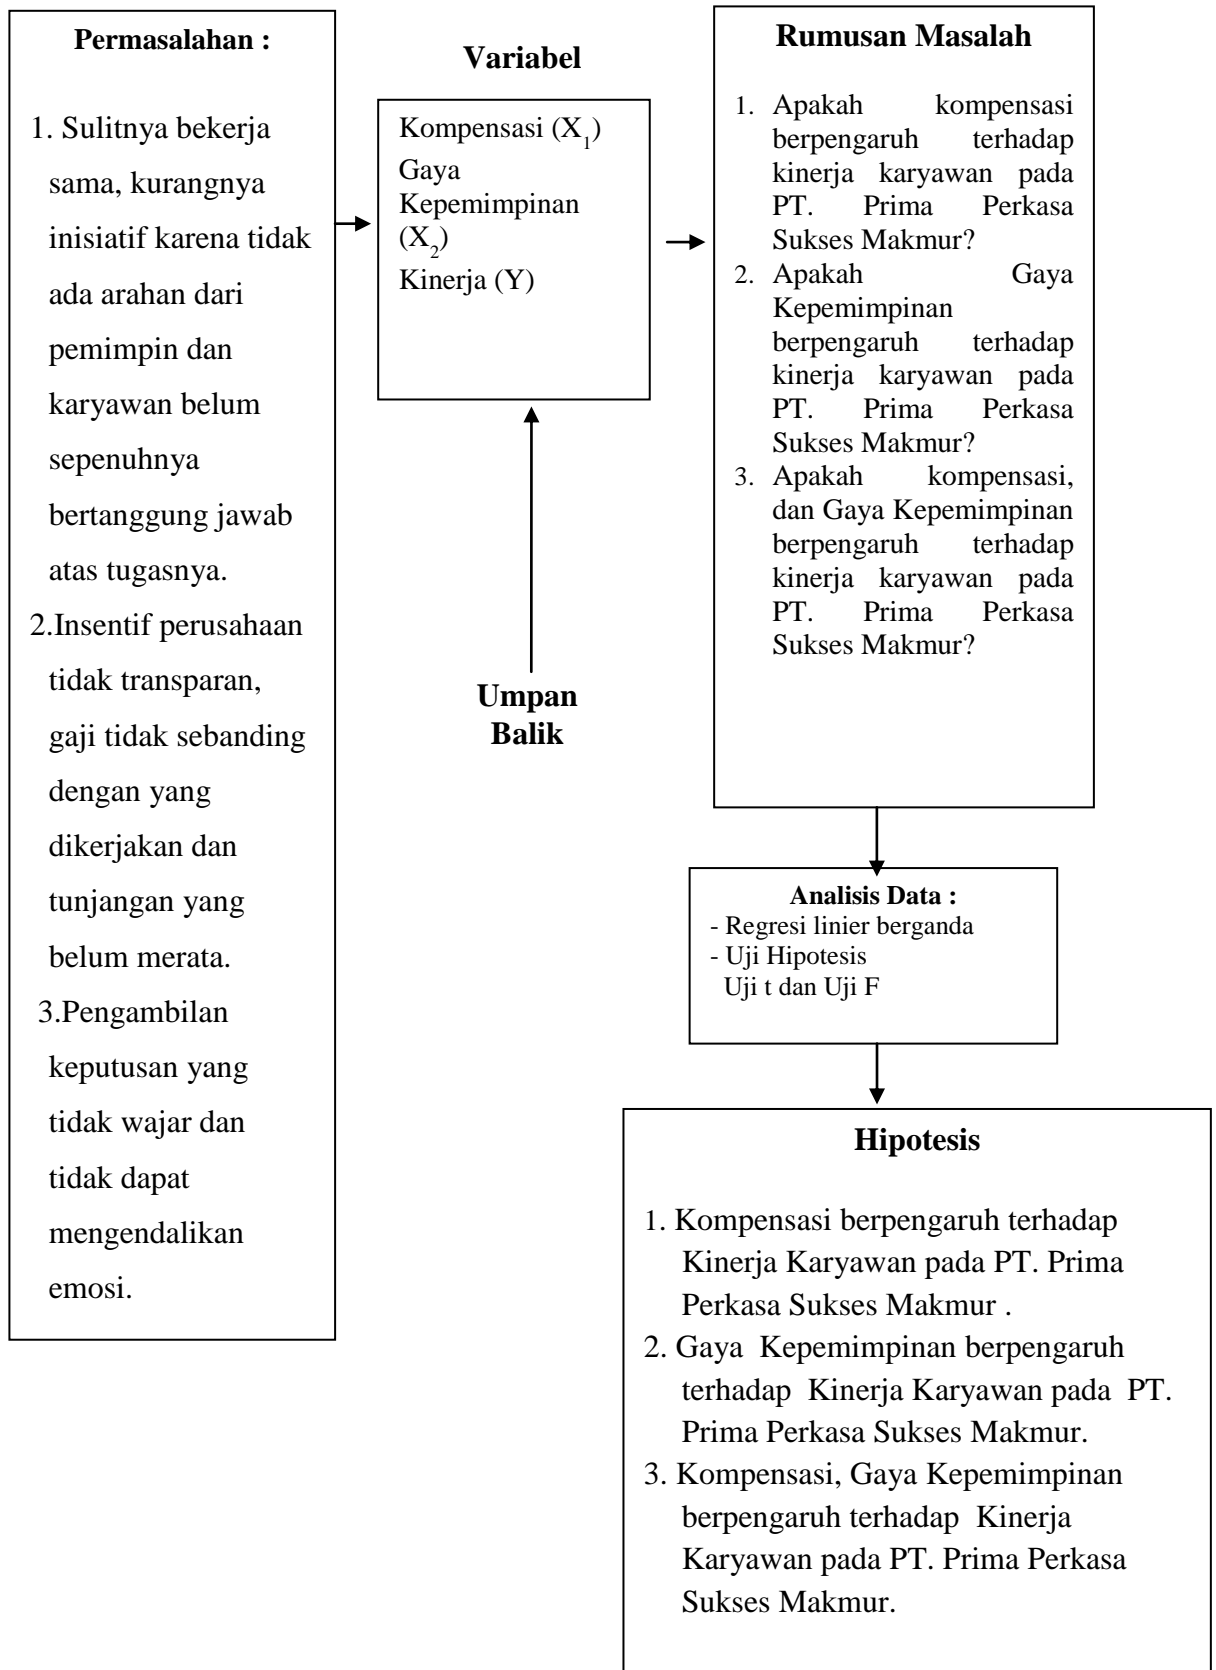 Permasalahan :
1. Sulitnya bekerja
sama, kurangnya
inisiatif karena tidak
ada arahan dari
pemimpin dan
karyawan belum
sepenuhnya
bertanggung jawab
atas tugasnya.
2.Insentif perusahaan
tidak transparan,
gaji tidak sebanding
dengan yang
dikerjakan dan
tunjangan yang
belum merata.
3.Pengambilan
keputusan yang
tidak wajar dan
tidak dapat
mengendalikan
emosi.
Variabel
Kompensasi (X₁)
Gaya
Kepemimpinan
(X₂)
Kinerja (Y)
Umpan
Balik
Rumusan Masalah
1. Apakah kompensasi
berpengaruh terhadap
kinerja karyawan pada
PT. Prima Perkasa
Sukses Makmur?
2. Apakah Gaya
Kepemimpinan
berpengaruh terhadap
kinerja karyawan pada
PT. Prima Perkasa
Sukses Makmur?
3. Apakah kompensasi,
dan Gaya Kepemimpinan
berpengaruh terhadap
kinerja karyawan pada
PT. Prima Perkasa
Sukses Makmur?
Analisis Data :
- Regresi linier berganda
- Uji Hipotesis
Uji t dan Uji F
Hipotesis
1. Kompensasi berpengaruh terhadap
Kinerja Karyawan pada PT. Prima
Perkasa Sukses Makmur .
2. Gaya Kepemimpinan berpengaruh
terhadap Kinerja Karyawan pada PT.
Prima Perkasa Sukses Makmur.
3. Kompensasi, Gaya Kepemimpinan
berpengaruh terhadap Kinerja
Karyawan pada PT. Prima Perkasa
Sukses Makmur.